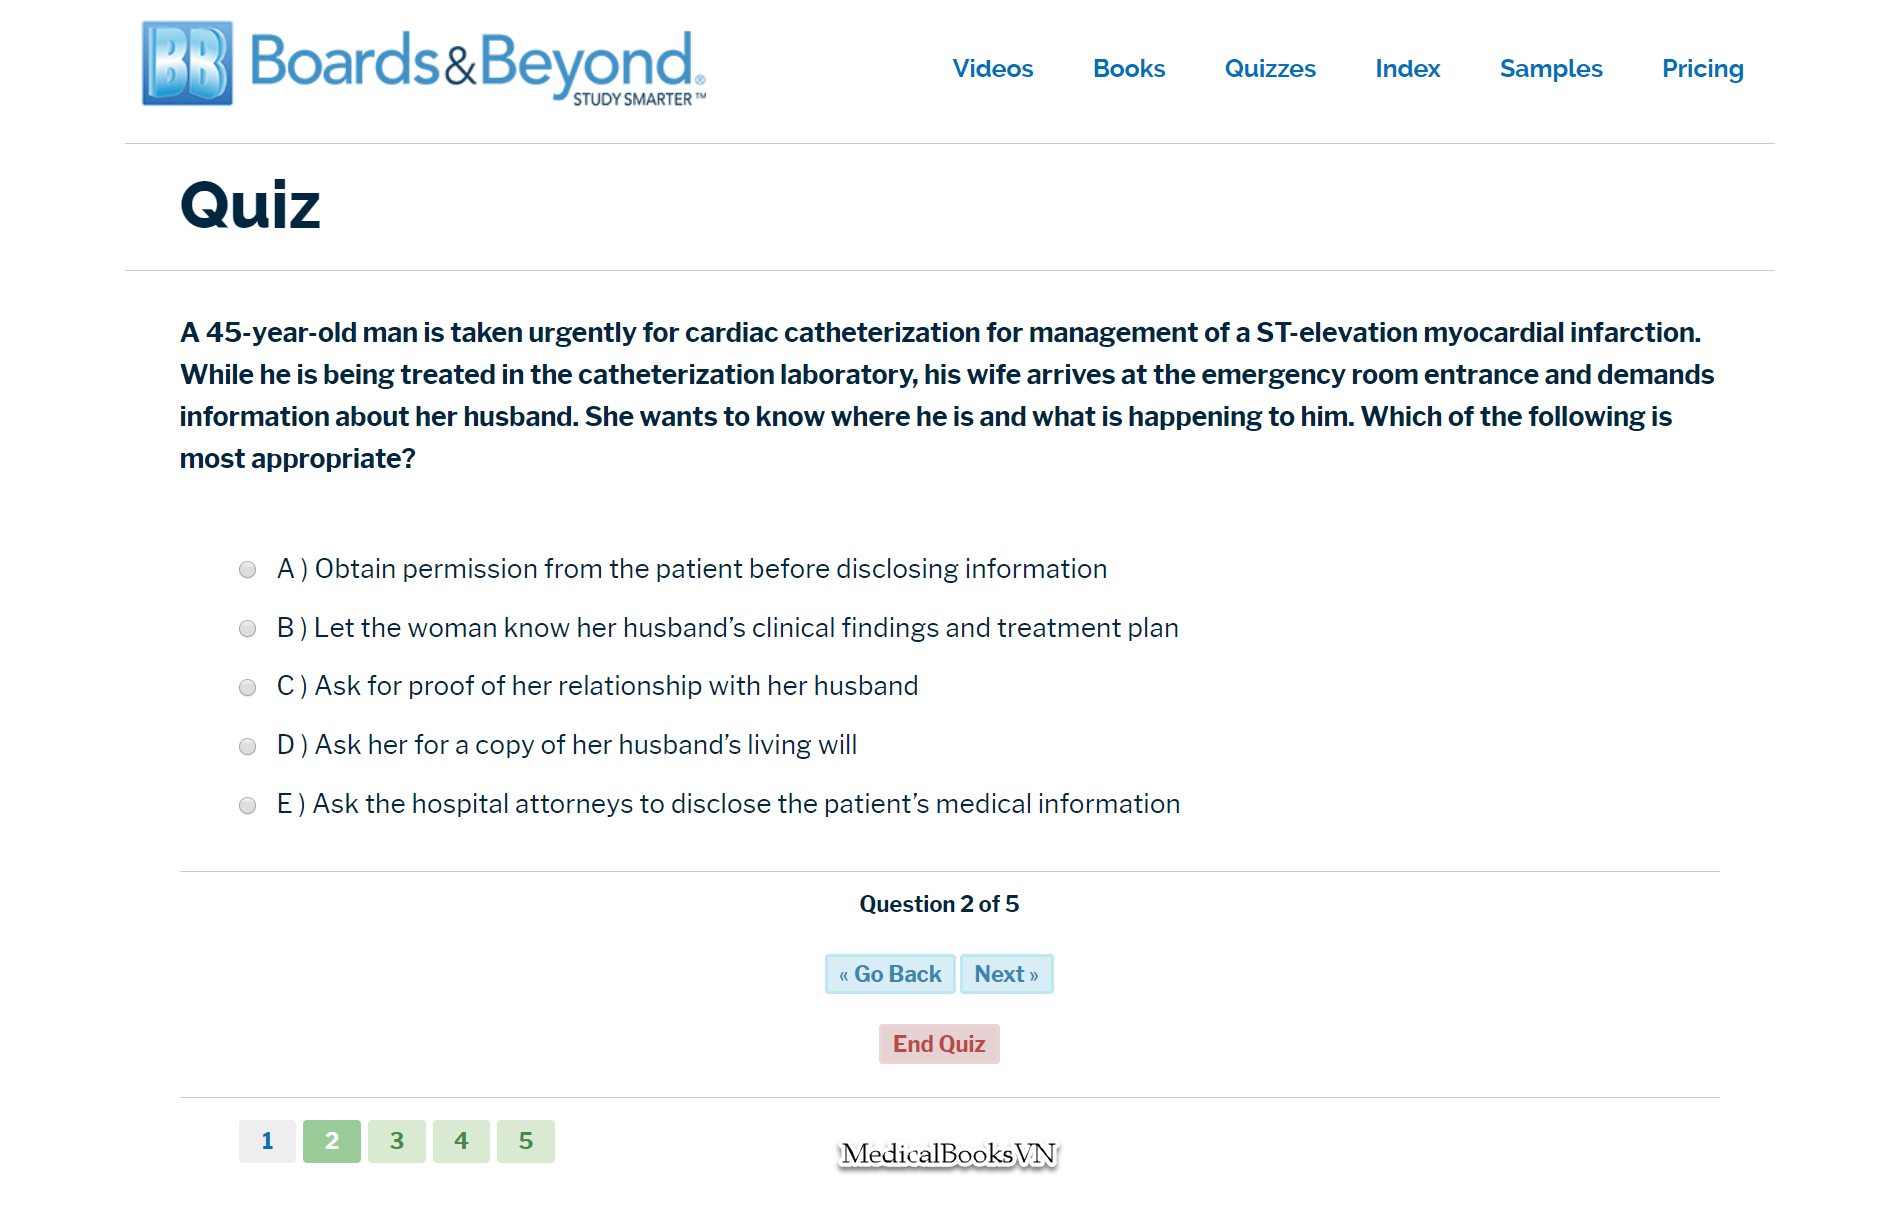 BB Boards&Beyond®
STUDY SMARTER™
Videos Books Quizzes Index Samples Pricing
Quiz
A 45-year-old man is taken urgently for cardiac catheterization for management of a ST-elevation myocardial infarction.
While he is being treated in the catheterization laboratory, his wife arrives at the emergency room entrance and demands
information about her husband. She wants to know where he is and what is happening to him. Which of the following is
most appropriate?
A ) Obtain permission from the patient before disclosing information
B ) Let the woman know her husband’s clinical findings and treatment plan
C ) Ask for proof of her relationship with her husband
D ) Ask her for a copy of her husband’s living will
E ) Ask the hospital attorneys to disclose the patient’s medical information
Question 2 of 5
« Go Back Next »
End Quiz
1 2 3 4 5
MedicalBooksVN